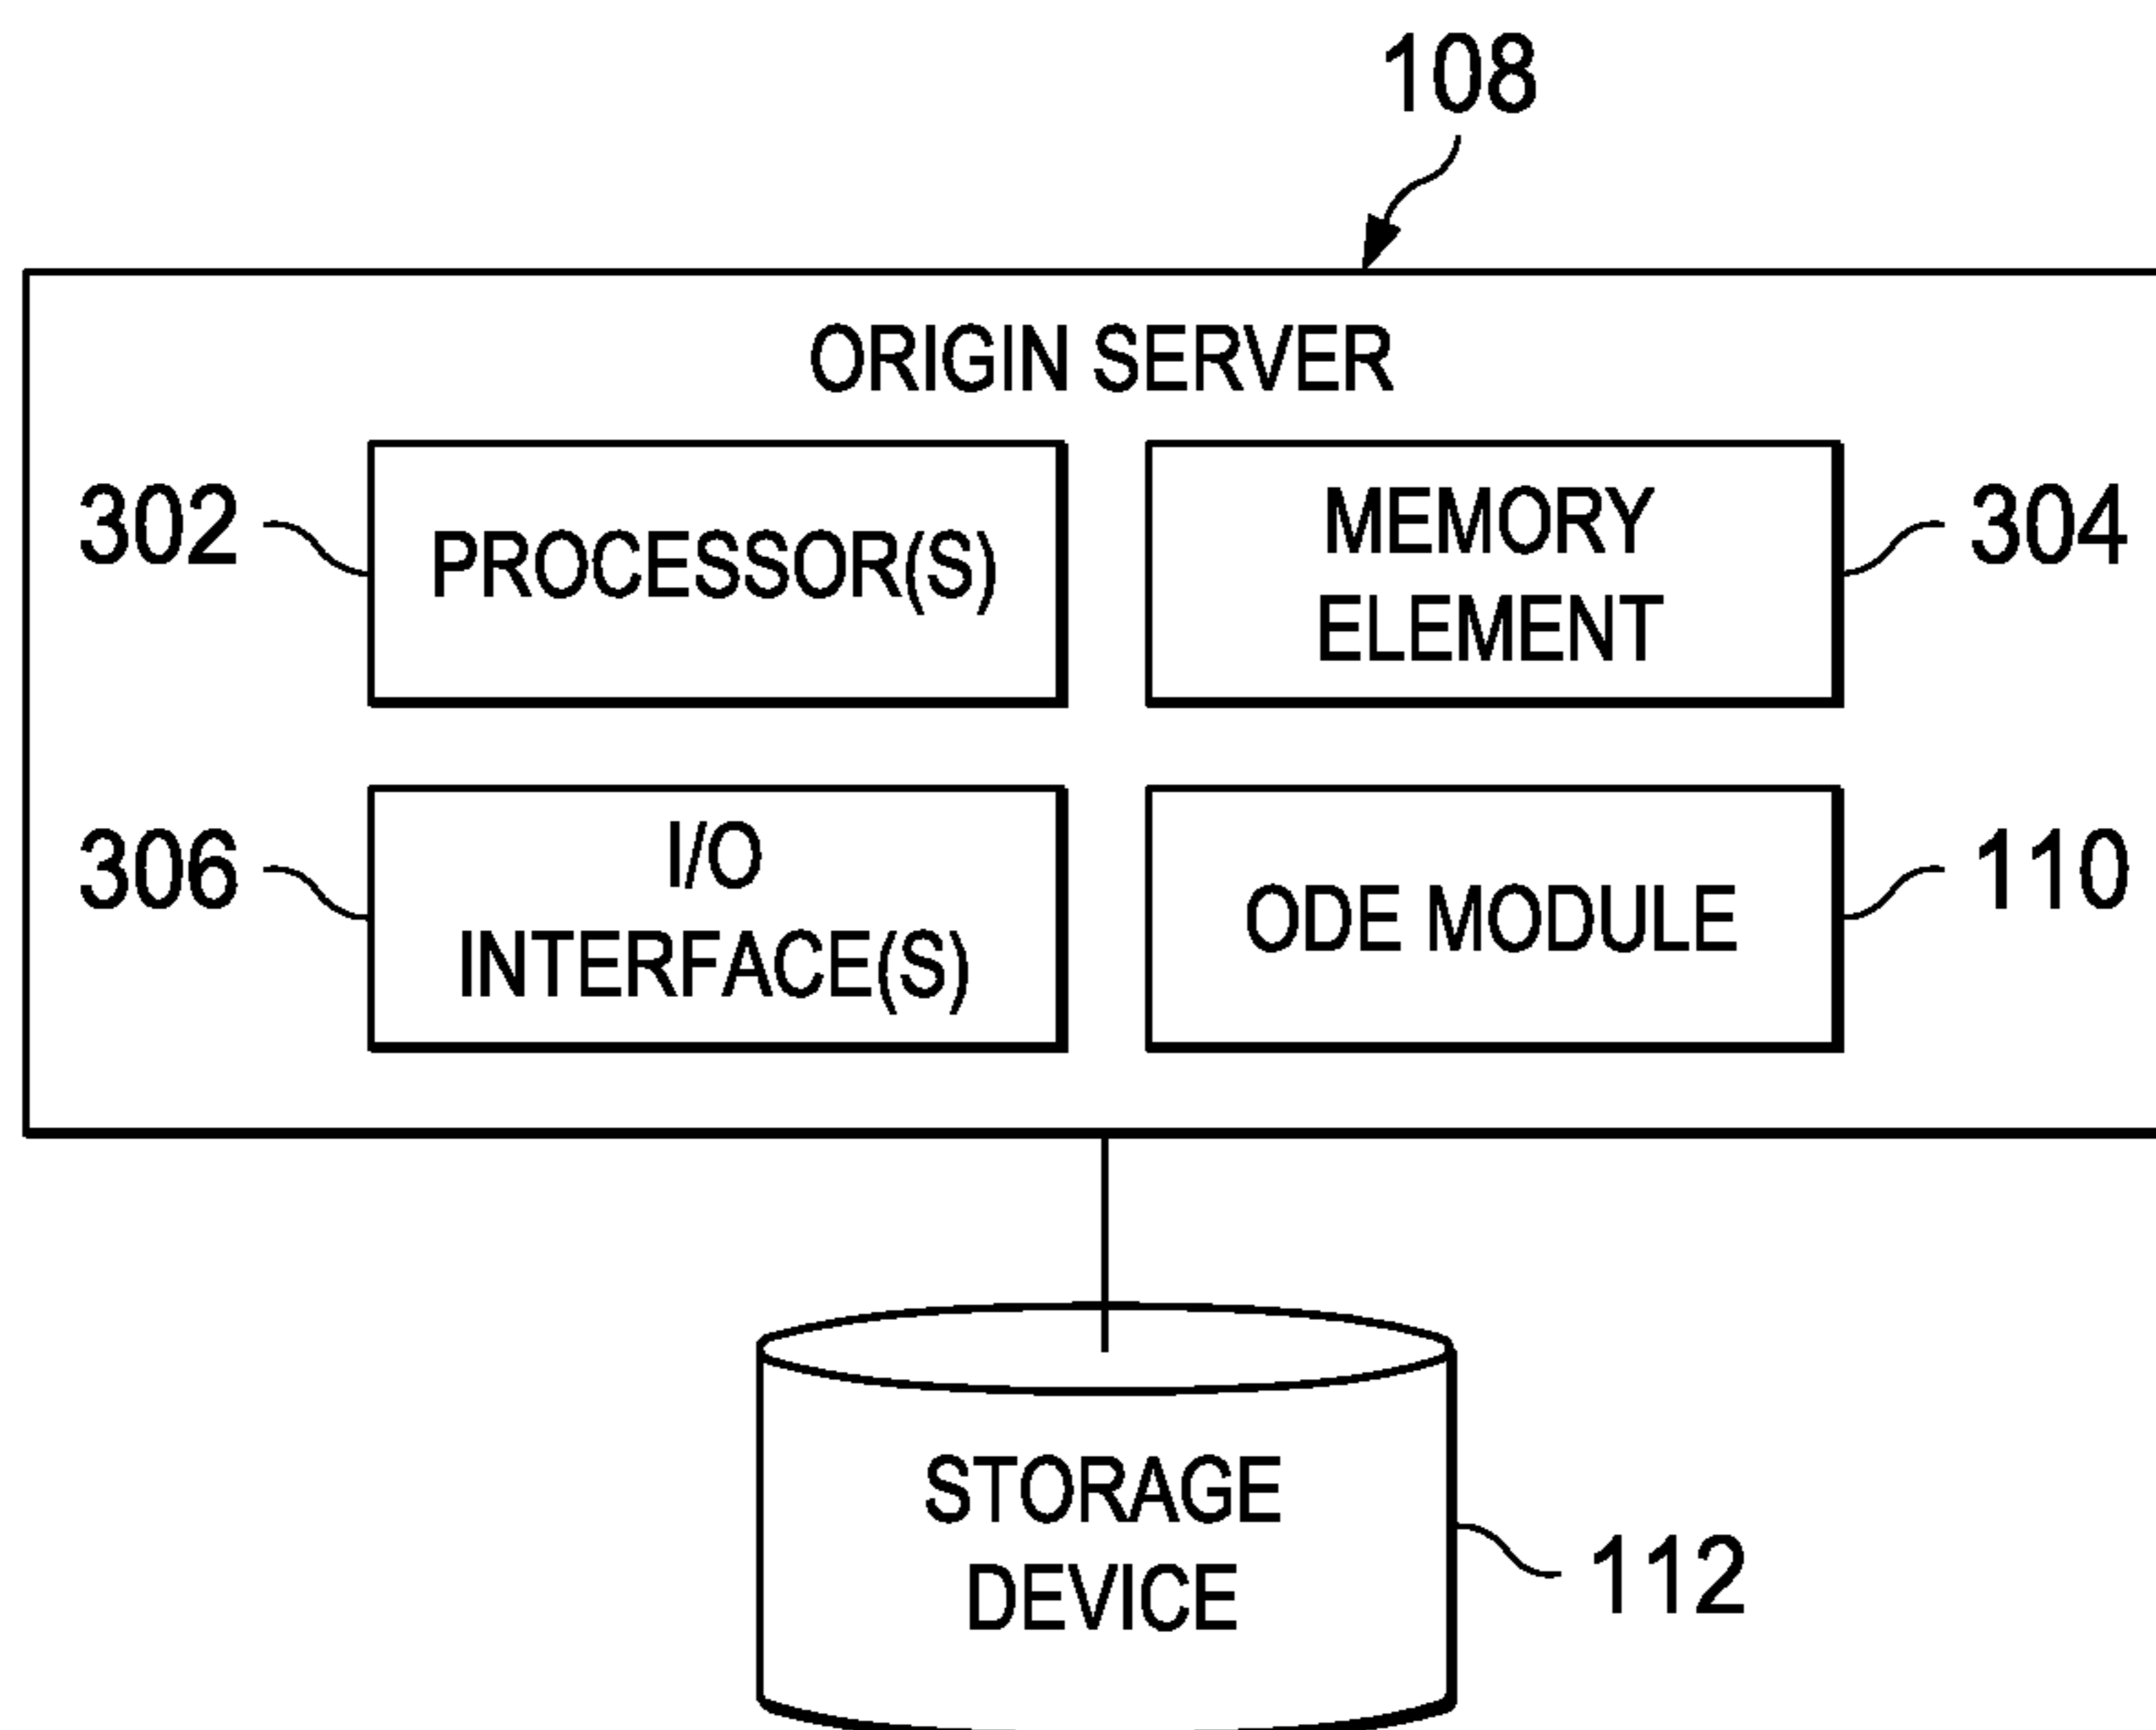 108
ORIGIN SERVER
302
PROCESSOR(S)
MEMORY
ELEMENT
304
306
I/O
INTERFACE(S)
ODE MODULE
110
STORAGE
DEVICE
112